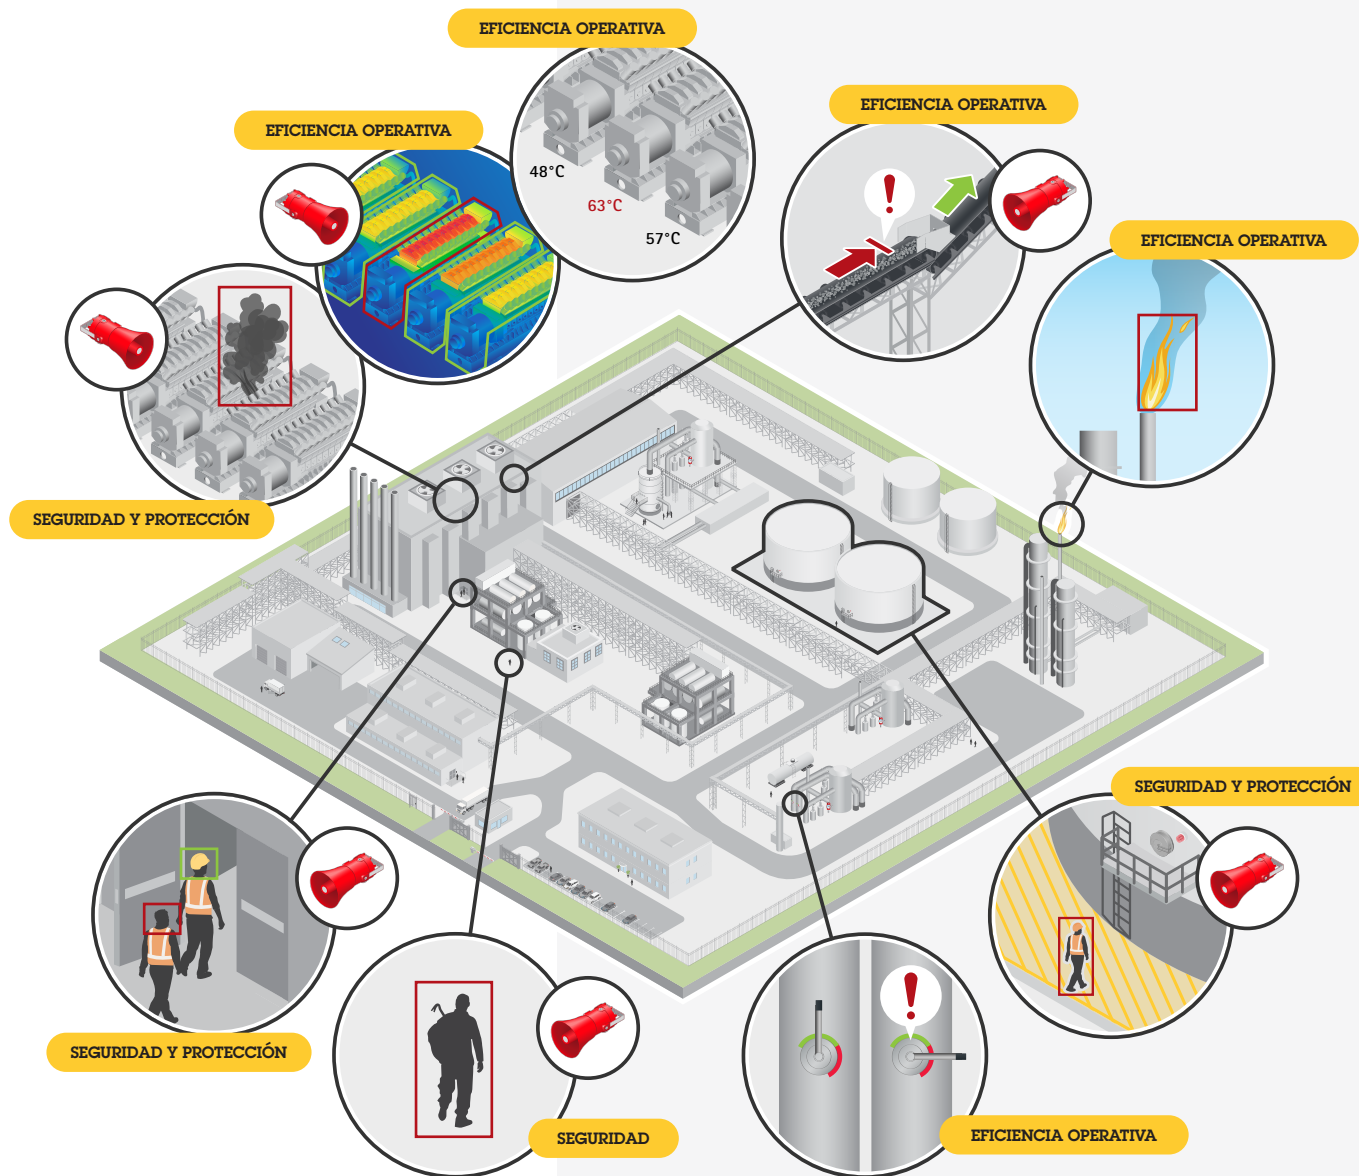 EFICIENCIA OPERATIVA
EFICIENCIA OPERATIVA
EFICIENCIA OPERATIVA
48°C
63°C
57°C
EFICIENCIA OPERATIVA
SEGURIDAD Y PROTECCIÓN
SEGURIDAD Y PROTECCIÓN
SEGURIDAD Y PROTECCIÓN
SEGURIDAD
EFICIENCIA OPERATIVA